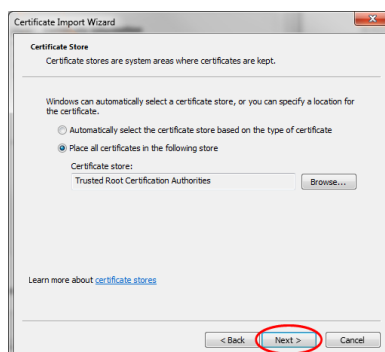 Certificate Import Wizard
Certificate Store
Certificate stores are system areas where certificates are kept.
Windows can automatically select a certificate store, or you can specify a location for
the certificate.
Automatically select the certificate store based on the type of certificate
Place all certificates in the following store
Certificate store:
Trusted Root Certification Authorities
Browse...
Learn more about certificate stores
< Back
Next >
Cancel